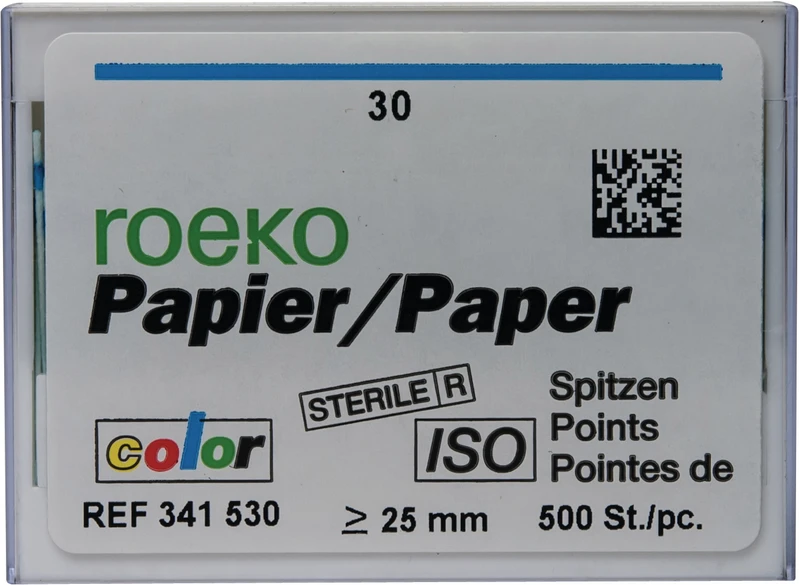 30
roeko
Papier/Paper
STERILE R
Spitzen
color
ISO
Points
Pointes de
REF 341 530
≥ 25 mm
500 St./pc.